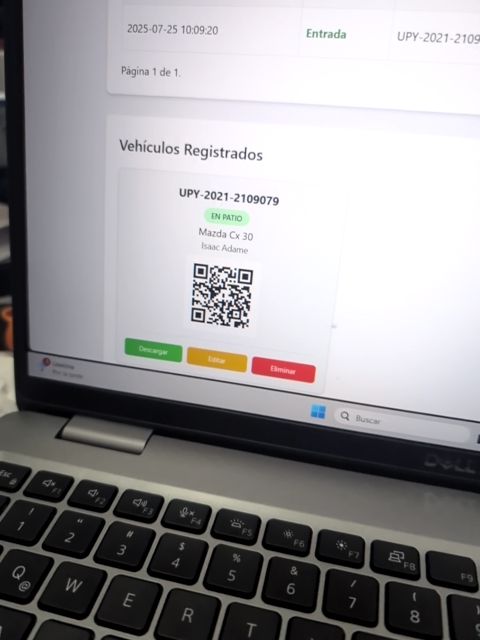 2025-07-25 10:09:20 Entrada UPY-2021-2109
Página 1 de 1.
Vehículos Registrados
UPY-2021-2109079
EN PATIO
Mazda Cx 30
Isaac Adame
Descargar Editar Eliminar
Buscar
DELL
Esc F1 F2 F3 F4 F5 F6 F7 F8 F9
! " # $ % & / (
1 2 3 4 5 6 7 8
Q @ W E R T